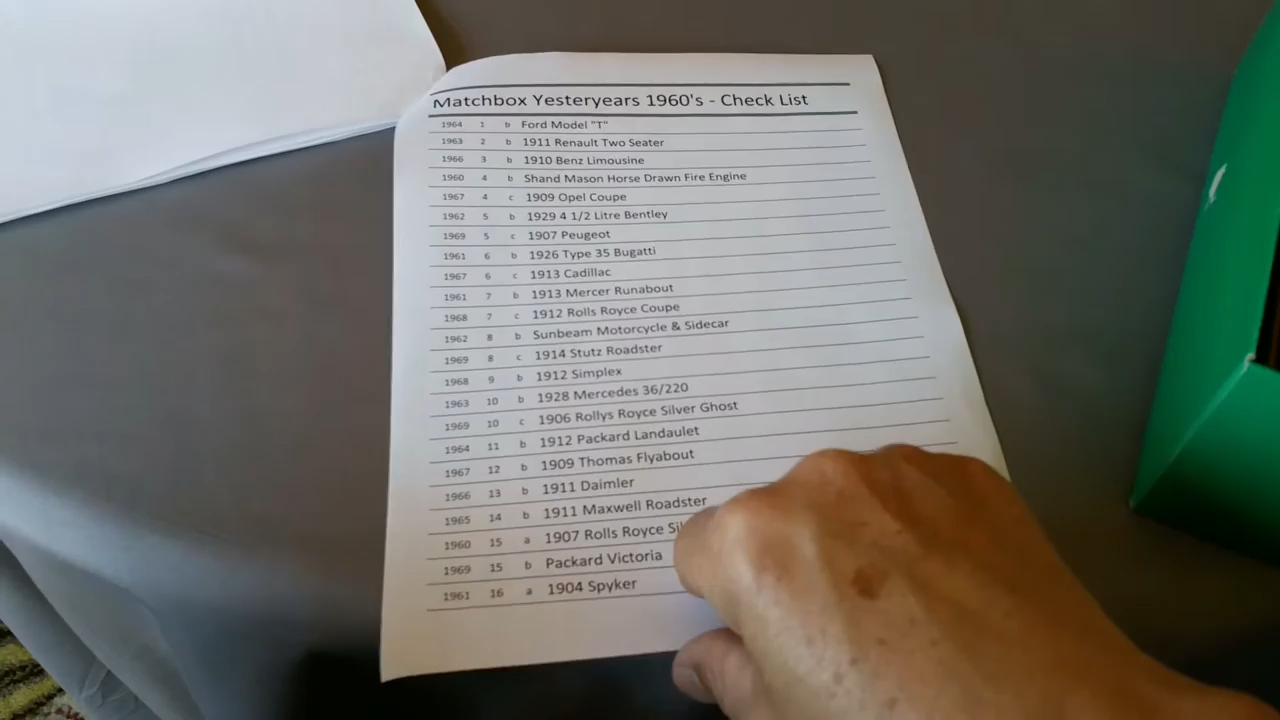 Matchbox Yesteryears 1960's - Check List
1964 1 b Ford Model "T"
1963 2 b 1911 Renault Two Seater
1966 3 b 1910 Benz Limousine
1960 4 b Shand Mason Horse Drawn Fire Engine
1967 4 c 1909 Opel Coupe
1962 5 b 1929 4 1/2 Litre Bentley
1969 5 c 1907 Peugeot
1961 6 b 1926 Type 35 Bugatti
1967 6 c 1913 Cadillac
1961 7 b 1913 Mercer Runabout
1968 7 c 1912 Rolls Royce Coupe
1962 8 b Sunbeam Motorcycle & Sidecar
1969 8 c 1914 Stutz Roadster
1968 9 b 1912 Simplex
1963 10 b 1928 Mercedes 36/220
1969 10 c 1906 Rollys Royce Silver Ghost
1964 11 b 1912 Packard Landaulet
1967 12 b 1909 Thomas Flyabout
1966 13 b 1911 Daimler
1965 14 b 1911 Maxwell Roadster
1960 15 a 1907 Rolls Royce
1969 15 b Packard Victoria
1961 16 a 1904 Spyker